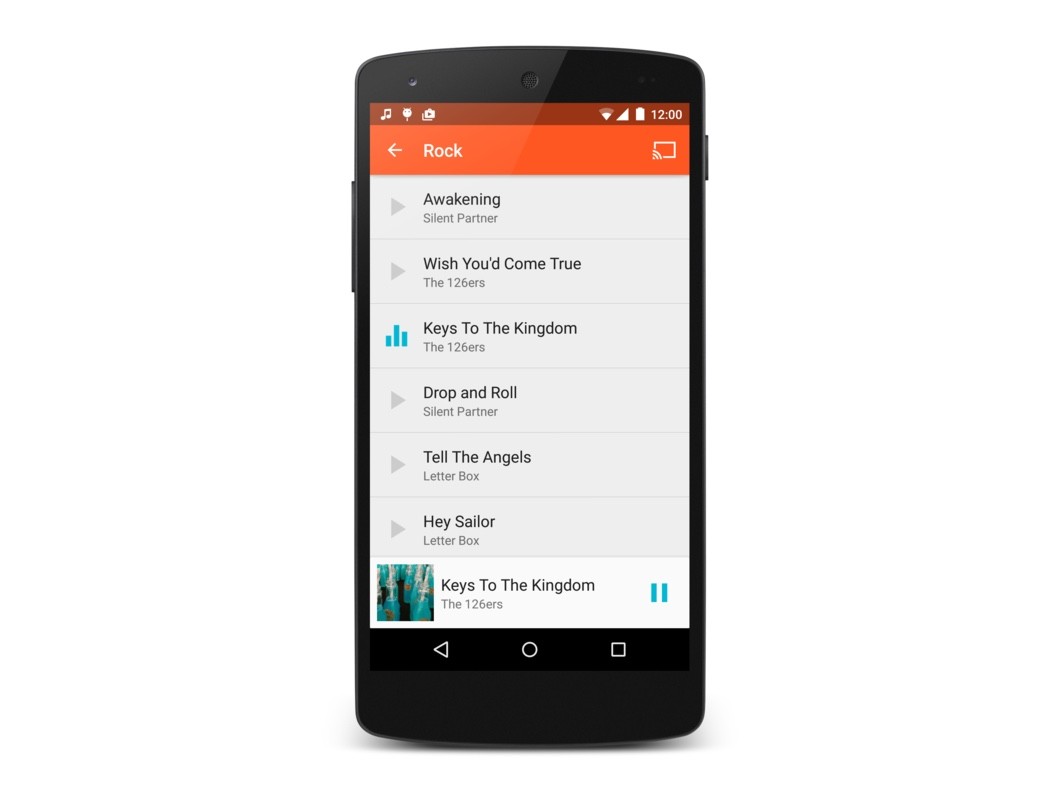 12:00
Rock
Awakening
Silent Partner
Wish You'd Come True
The 126ers
Keys To The Kingdom
The 126ers
Drop and Roll
Silent Partner
Tell The Angels
Letter Box
Hey Sailor
Letter Box
Keys To The Kingdom
The 126ers